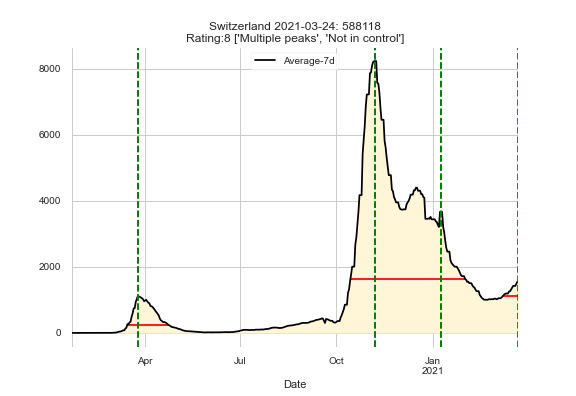 Switzerland 2021-03-24: 588118
Rating:8 ['Multiple peaks', 'Not in control']
Average-7d
8000
6000
4000
2000
0
Apr
Jul
Oct
Jan
2021
Date